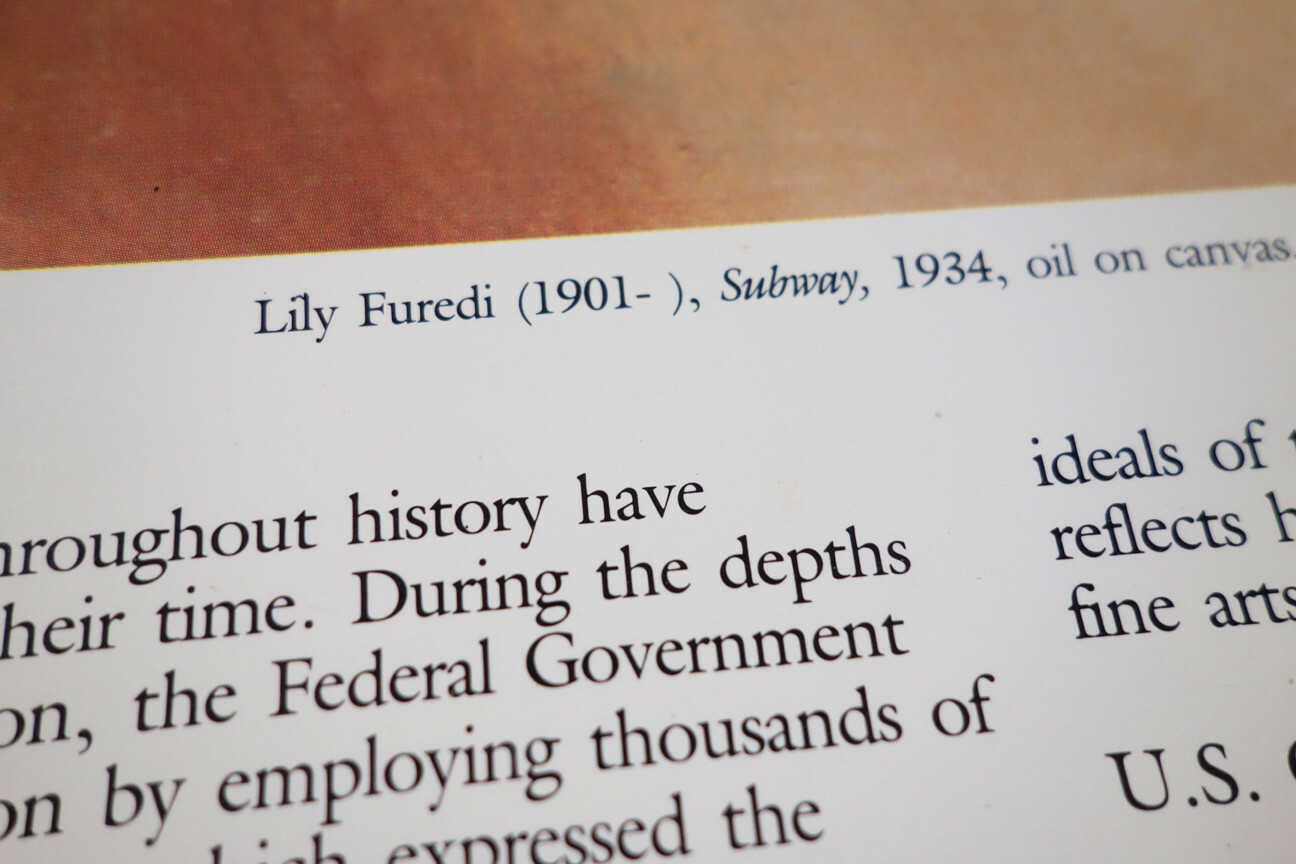 Lily Furedi (1901- ), Subway, 1934, oil on canvas.
hroughout history have
heir time. During the depths
on, the Federal Government
on by employing thousands of
hich expressed the
ideals of
reflects h
fine arts
U.S.